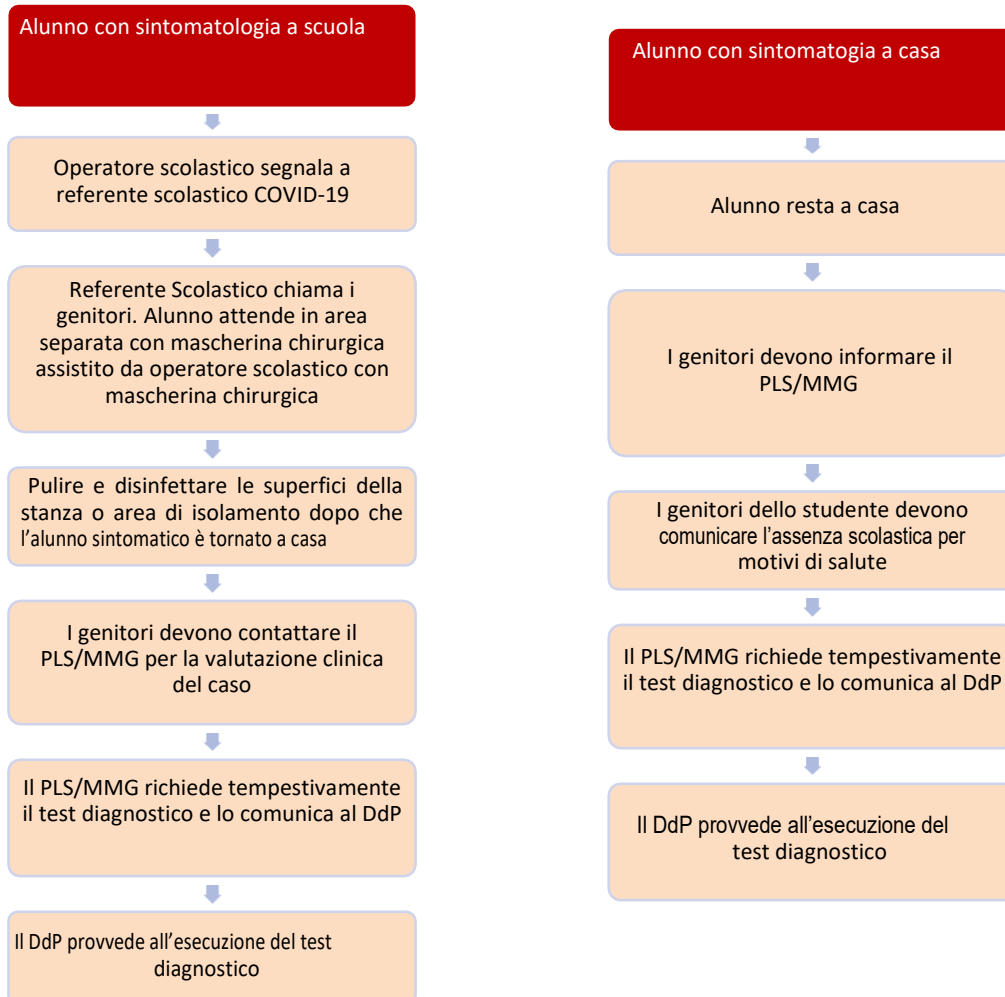 Alunno con sintomatologia a scuola
Operatore scolastico segnala a
referente scolastico COVID-19
Referente Scolastico chiama i
genitori. Alunno attende in area
separata con mascherina chirurgica
assistito da operatore scolastico con
mascherina chirurgica
Pulire e disinfettare le superfici della
stanza o area di isolamento dopo che
l'alunno sintomatico è tornato a casa
I genitori devono contattare il
PLS/MMG per la valutazione clinica
del caso
Il PLS/MMG richiede tempestivamente
il test diagnostico e lo comunica al DdP
Il DdP provvede all'esecuzione del test
diagnostico
Alunno con sintomatogia a casa
Alunno resta a casa
I genitori devono informare il
PLS/MMG
I genitori dello studente devono
comunicare l'assenza scolastica per
motivi di salute
Il PLS/MMG richiede tempestivamente
il test diagnostico e lo comunica al DdP
Il DdP provvede all'esecuzione del
test diagnostico